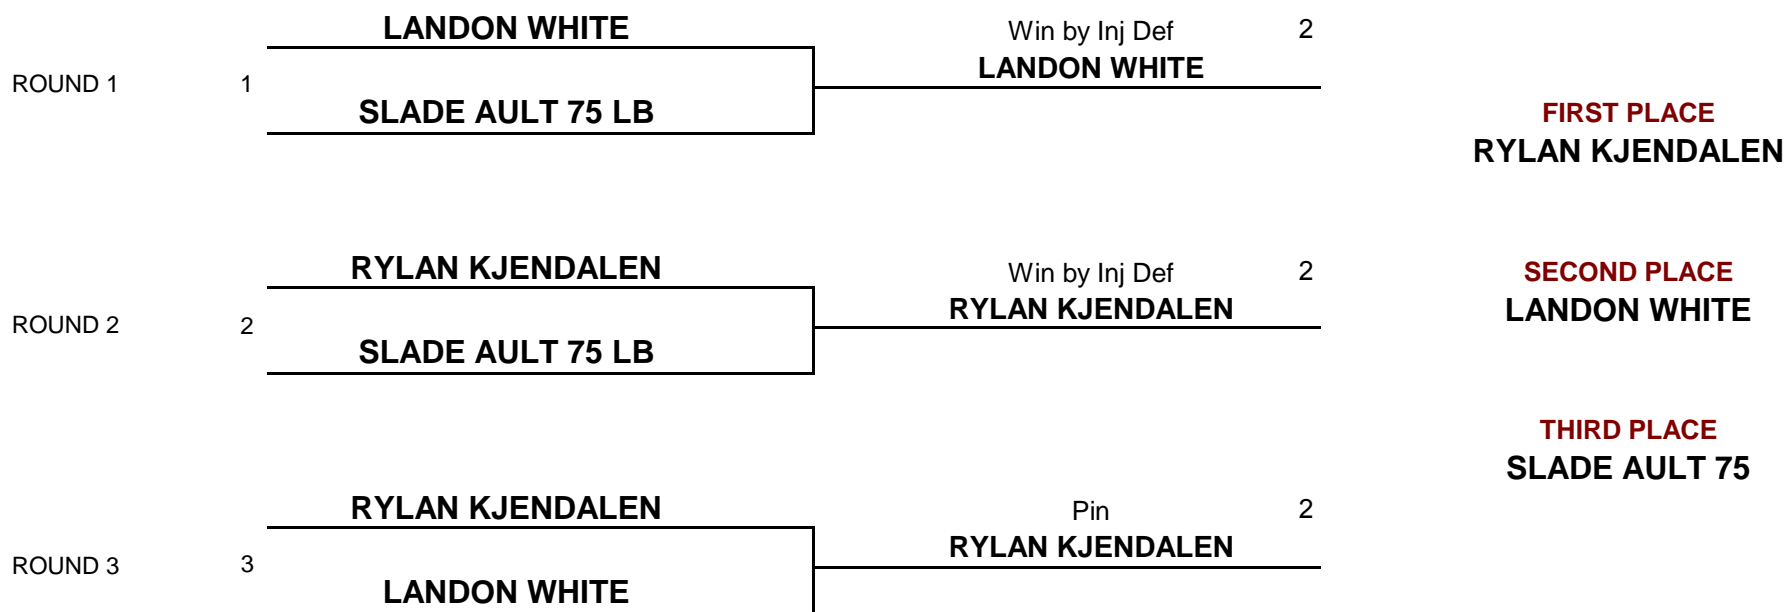 LANDON WHITE
Win by Inj Def 2
ROUND 1 1
LANDON WHITE
SLADE AULT 75 LB
FIRST PLACE
RYLAN KJENDALEN
RYLAN KJENDALEN
Win by Inj Def 2
SECOND PLACE
ROUND 2 2
RYLAN KJENDALEN
LANDON WHITE
SLADE AULT 75 LB
THIRD PLACE
SLADE AULT 75
RYLAN KJENDALEN
Pin 2
ROUND 3 3
RYLAN KJENDALEN
LANDON WHITE